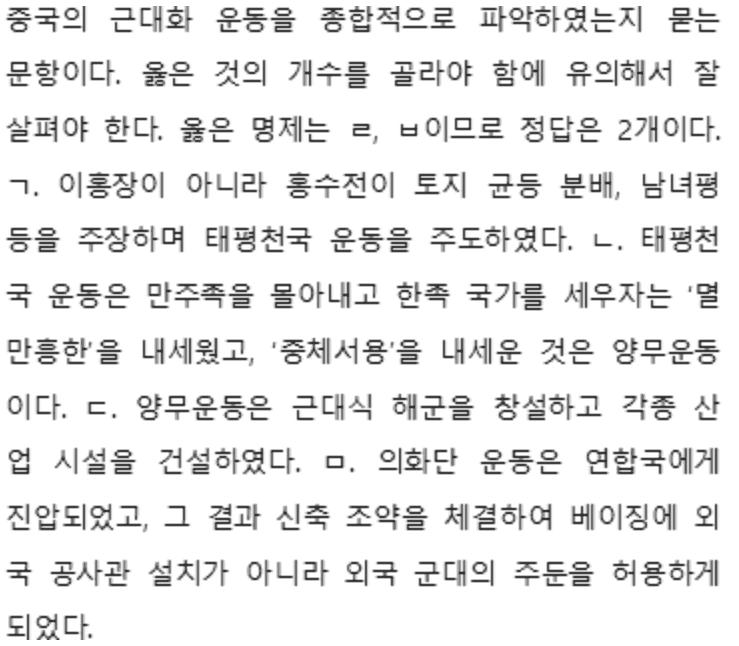 중국의 근대화 운동을 종합적으로 파악하였는지 묻는
문항이다. 옳은 것의 개수를 골라야 함에 유의해서 잘
살펴야 한다. 옳은 명제는 ㄹ, ㅂ이므로 정답은 2개이다.
ㄱ. 이홍장이 아니라 홍수전이 토지 균등 분배, 남녀평
등을 주장하며 태평천국 운동을 주도하였다. ㄴ. 태평천
국 운동은 만주족을 몰아내고 한족 국가를 세우자는 '멸
만흥한'을 내세웠고, '중체서용'을 내세운 것은 양무운동
이다. ㄷ. 양무운동은 근대식 해군을 창설하고 각종 산
업 시설을 건설하였다. ㅁ. 의화단 운동은 연합국에게
진압되었고, 그 결과 신축 조약을 체결하여 베이징에 외
국 공사관 설치가 아니라 외국 군대의 주둔을 허용하게
되었다.